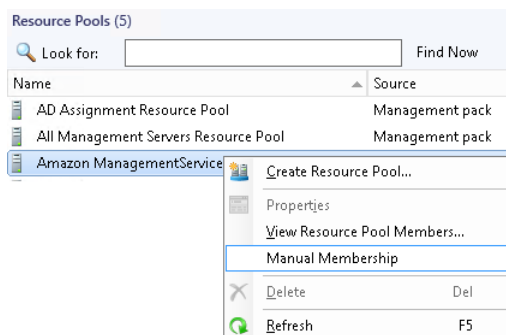 Resource Pools (5)
Look for: Find Now
Name Source
AD Assignment Resource Pool Management pack
All Management Servers Resource Pool Management pack
Amazon ManagementService
Create Resource Pool...
Properties
View Resource Pool Members...
Manual Membership
Delete Del
Refresh F5